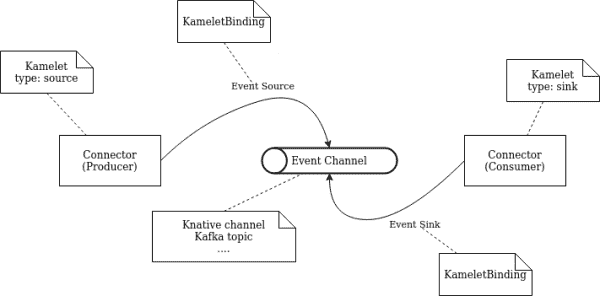 KameletBinding
Kamelet
type: source
Event Source
Kamelet
type: sink
Connector
(Producer)
Event Channel
Connector
(Consumer)
Knative channel
Kafka topic
....
Event Sink
KameletBinding